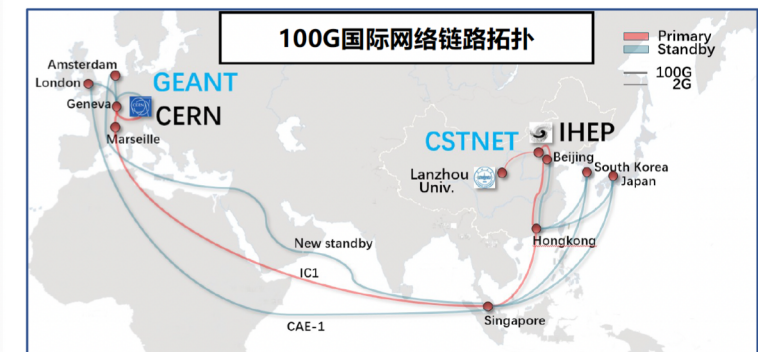 100G国际网络链路拓扑
Primary
Standby
100G
2G
Amsterdam
London
GEANT
Geneva
CERN
Marseille
CSTNET
IHEP
Beijing
Lanzhou
Univ.
South Korea
Japan
Hongkong
New standby
IC1
CAE-1
Singapore